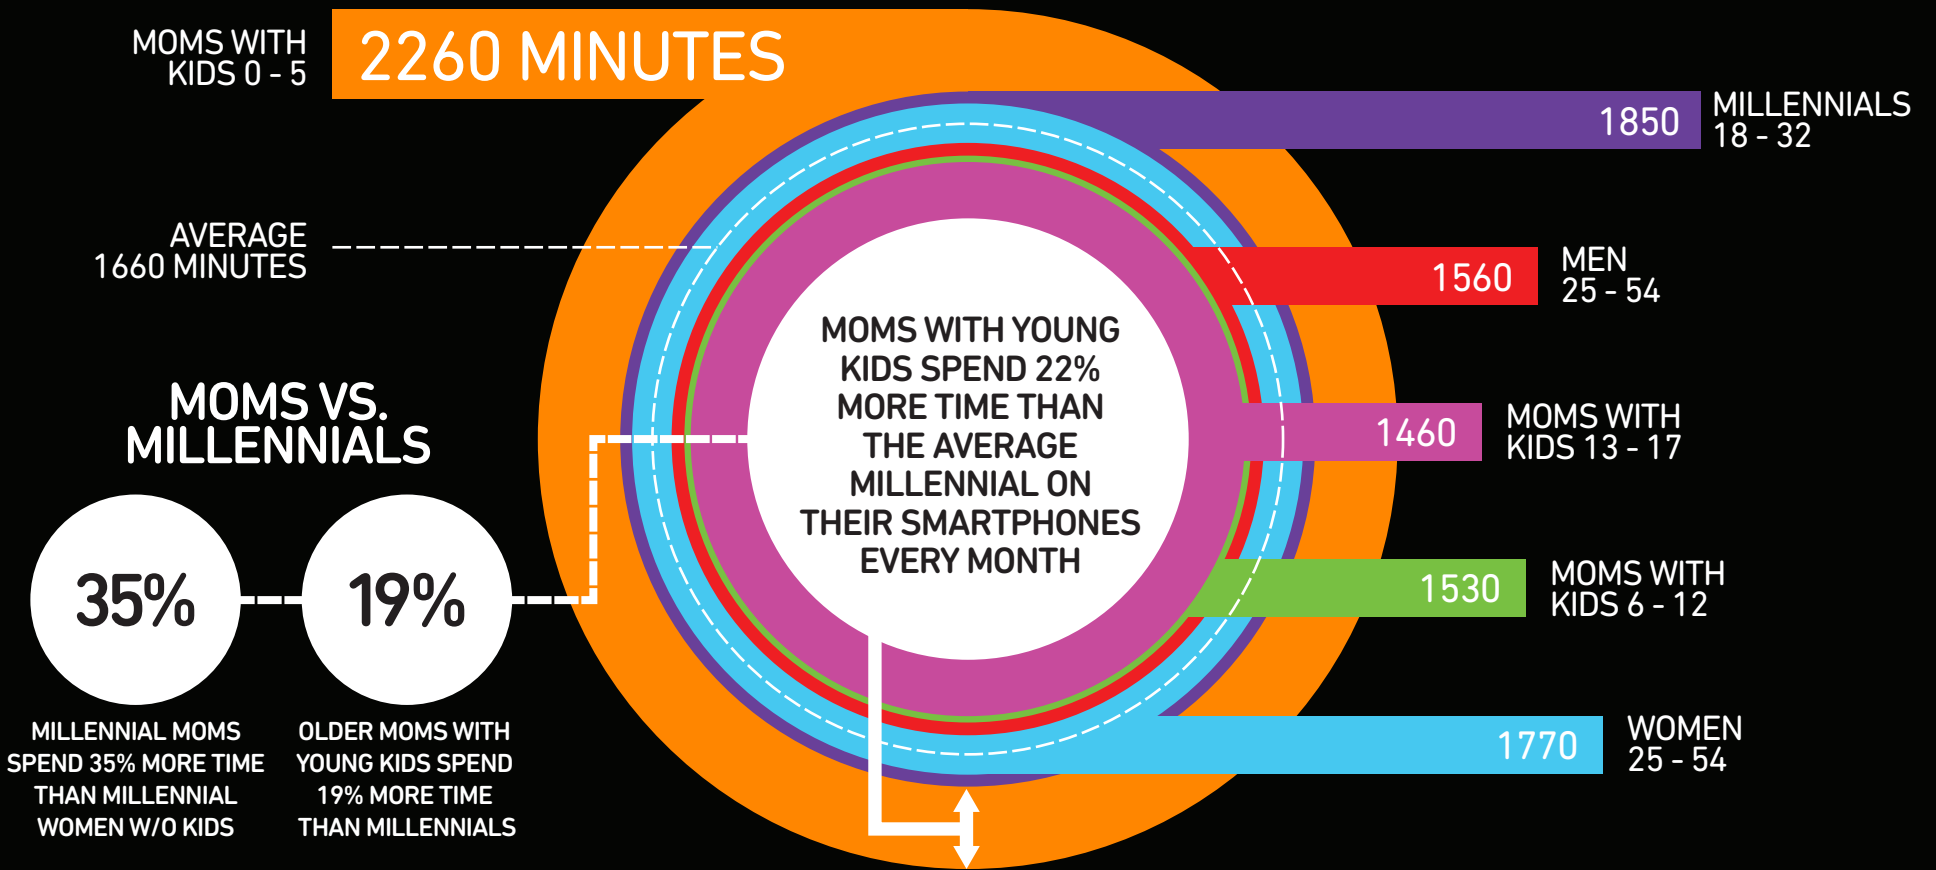 MOMS WITH
KIDS 0 - 5
2260 MINUTES
1850
MILLENNIALS
18 - 32
AVERAGE
1660 MINUTES
1560
MEN
25 - 54
MOMS WITH YOUNG
KIDS SPEND 22%
MORE TIME THAN
THE AVERAGE
MILLENNIAL ON
THEIR SMARTPHONES
EVERY MONTH
1460
MOMS WITH
KIDS 13 - 17
1530
MOMS WITH
KIDS 6 - 12
1770
WOMEN
25 - 54
MOMS VS.
MILLENNIALS
35%
MILLENNIAL MOMS
SPEND 35% MORE TIME
THAN MILLENNIAL
WOMEN W/O KIDS
19%
OLDER MOMS WITH
YOUNG KIDS SPEND
19% MORE TIME
THAN MILLENNIALS